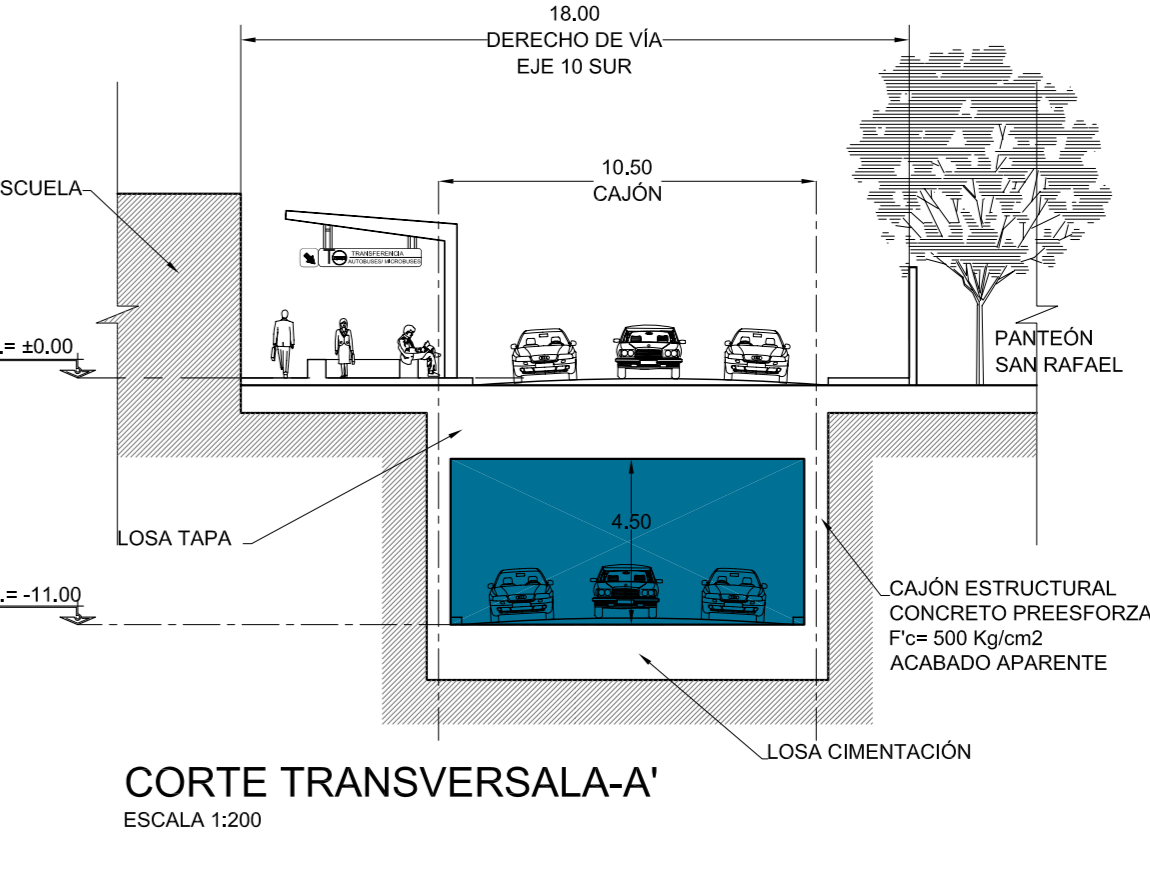 18.00
DERECHO DE VÍA
EJE 10 SUR
10.50
CAJÓN
SCUELA
TRANSFERENCIA
AUTOBUSES/ MICROBUSES
.= ±0.00
PANTEÓN
SAN RAFAEL
4.50
LOSA TAPA
.= -11.00
CAJÓN ESTRUCTURAL
CONCRETO PREESFORZA
F'c= 500 Kg/cm2
ACABADO APARENTE
LOSA CIMENTACIÓN
CORTE TRANSVERSALA-A'
ESCALA 1:200